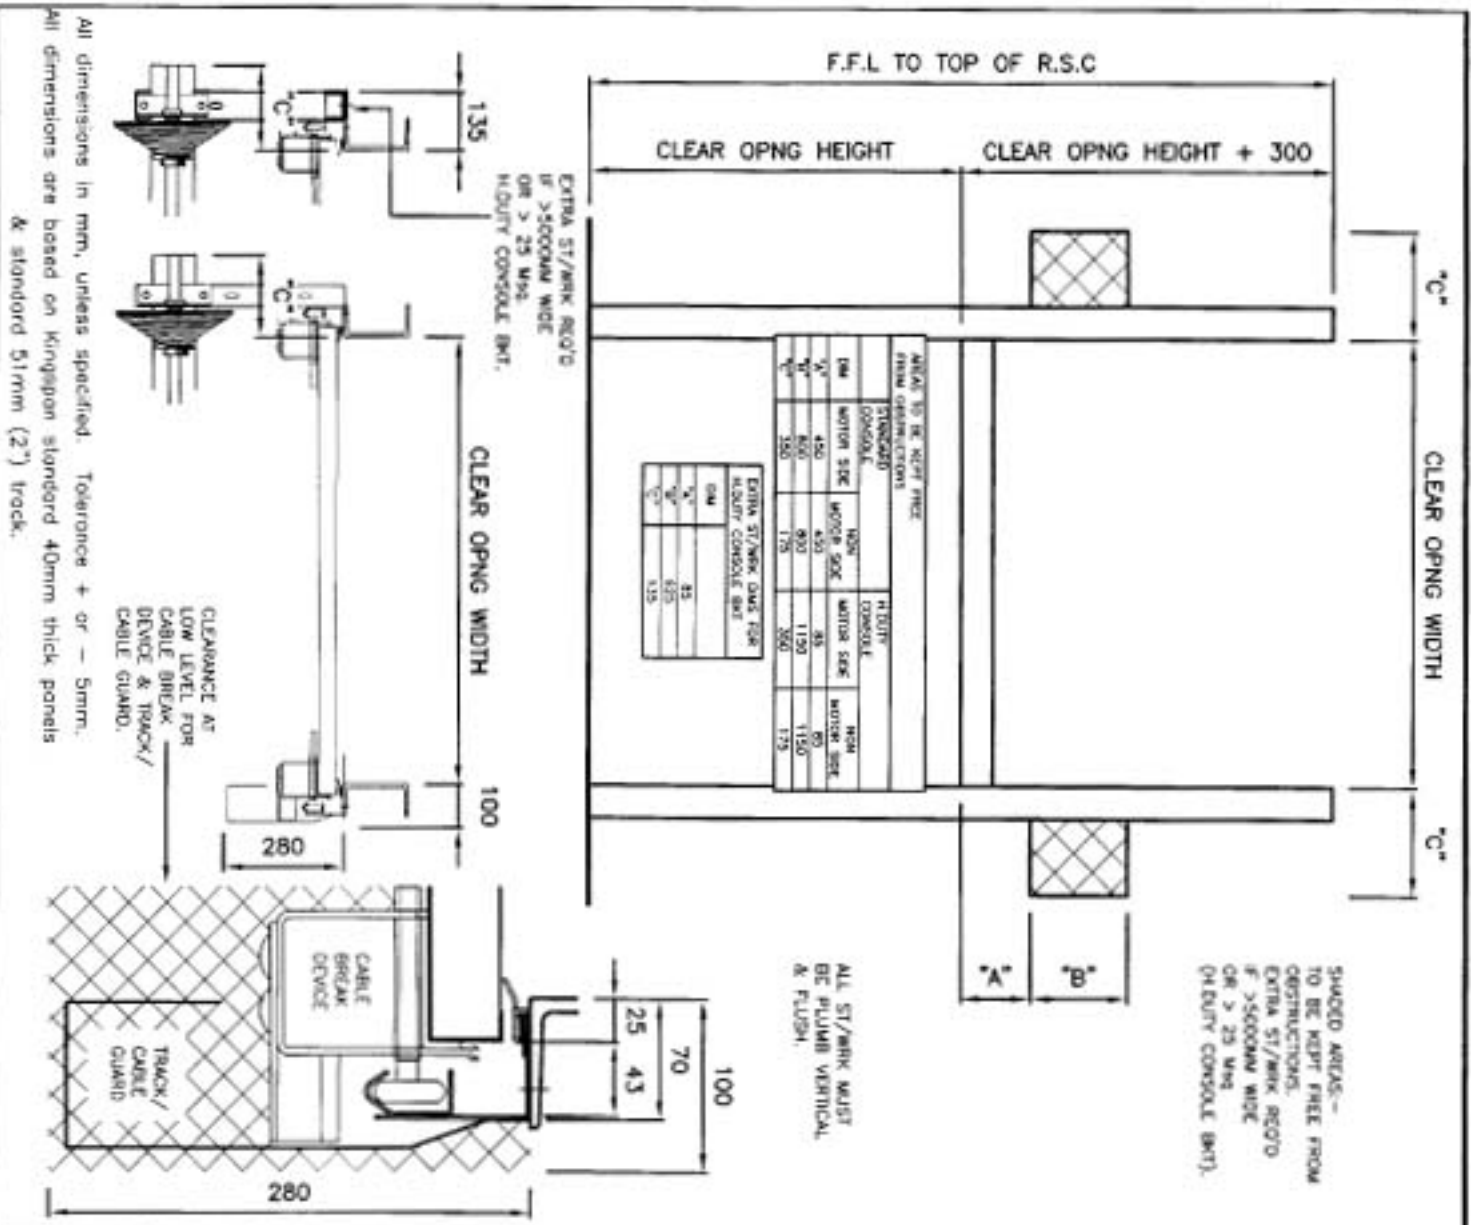 "C"
CLEAR OPNG WIDTH
"C"
F.F.L TO TOP OF R.S.C
CLEAR OPNG HEIGHT
CLEAR OPNG HEIGHT + 300
"A"
"B"
SHADED AREAS:-
TO BE KEPT FREE FROM
OBSTRUCTIONS.
EXTRA ST/WRK REQ'D
IF >5000MM WIDE
OR > 25 Msq
(H.DUTY CONSOLE BKT).
ALL ST/WRK MUST
BE PLUMB VERTICAL
& FLUSH.
AREAS TO BE KEPT FREE
FROM OBSTRUCTIONS
STANDARD CONSOLE
H.DUTY CONSOLE
DIM MOTOR SIDE NON MOTOR SIDE MOTOR SIDE NON MOTOR SIDE
"A" 450 450 85 85
"B" 800 800 1150 1150
"C" 350 175 350 175
EXTRA ST/WRK DIMS FOR
H.DUTY CONSOLE BKT
DIM
"A" 85
"B"
"C" 135
EXTRA ST/WRK REQ'D
IF >5000MM WIDE
OR > 25 Msq.
H.DUTY CONSOLE BKT.
135
"C"
"C"
CLEAR OPNG WIDTH
100
280
CLEARANCE AT
LOW LEVEL FOR
CABLE BREAK
DEVICE & TRACK/
CABLE GUARD.
100
70
25
43
280
CABLE
BREAK
DEVICE
TRACK/
CABLE
GUARD
All dimensions in mm, unless specified. Tolerance + or - 5mm.
All dimensions are based on Kingspan standard 40mm thick panels
& standard 51mm (2") track.